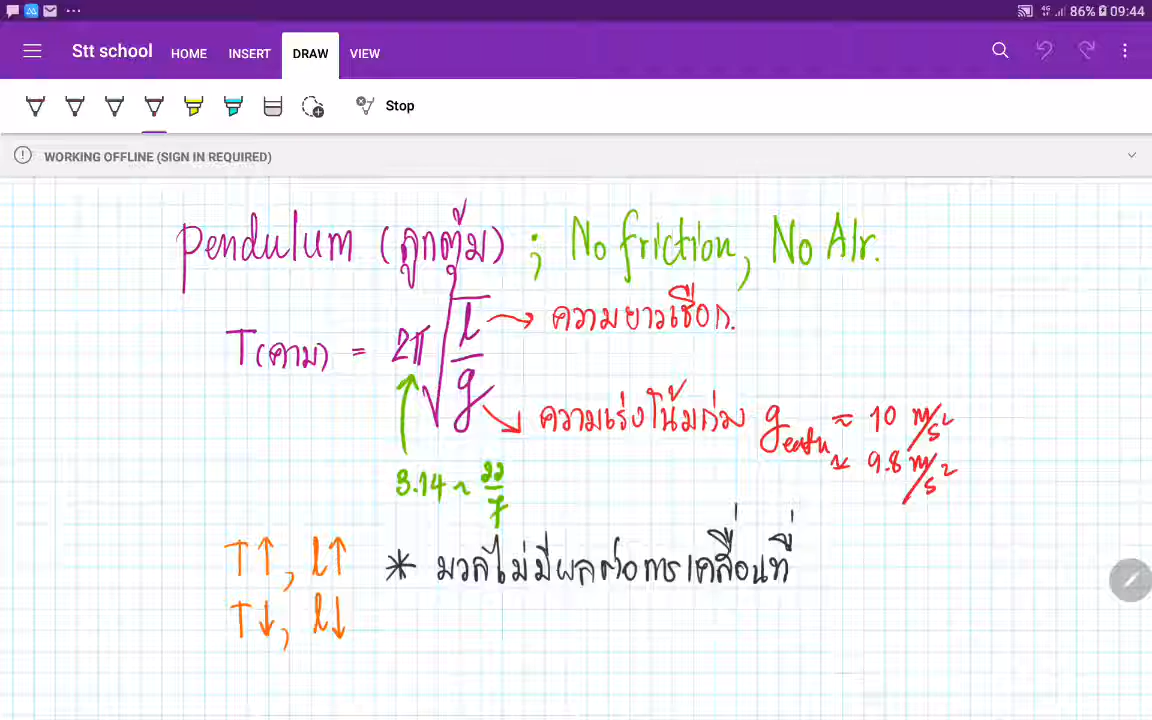 86% 09:44
Stt school HOME INSERT DRAW VIEW
Stop
WORKING OFFLINE (SIGN IN REQUIRED)
pendulum (ลูกตุ้ม) ; No friction, No Air.
T(คาบ) = 2π√(l/g)
→ ความยาวเชือก.
→ ความเร่งโน้มถ่วง g earth ≈ 10 m/s²
≈ 9.8 m/s²
3.14 ~ 22/7
T↑, l↑ * มวลไม่มีผลต่อการเคลื่อนที่
T↓, l↓